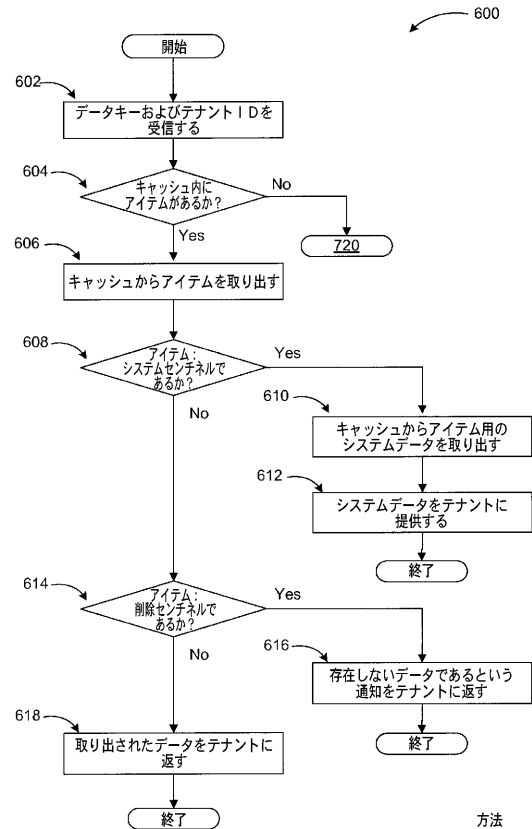 600
開始
602
データキーおよびテナントIDを
受信する
604
キャッシュ内に
アイテムがあるか?
No
720
Yes
606
キャッシュからアイテムを取り出す
608
アイテム:
システムセンチネルで
あるか?
Yes
No
610
キャッシュからアイテム用の
システムデータを取り出す
612
システムデータをテナントに
提供する
終了
614
アイテム:
削除センチネルで
あるか?
Yes
No
616
存在しないデータであるという
通知をテナントに返す
終了
618
取り出されたデータをテナントに
返す
終了
方法